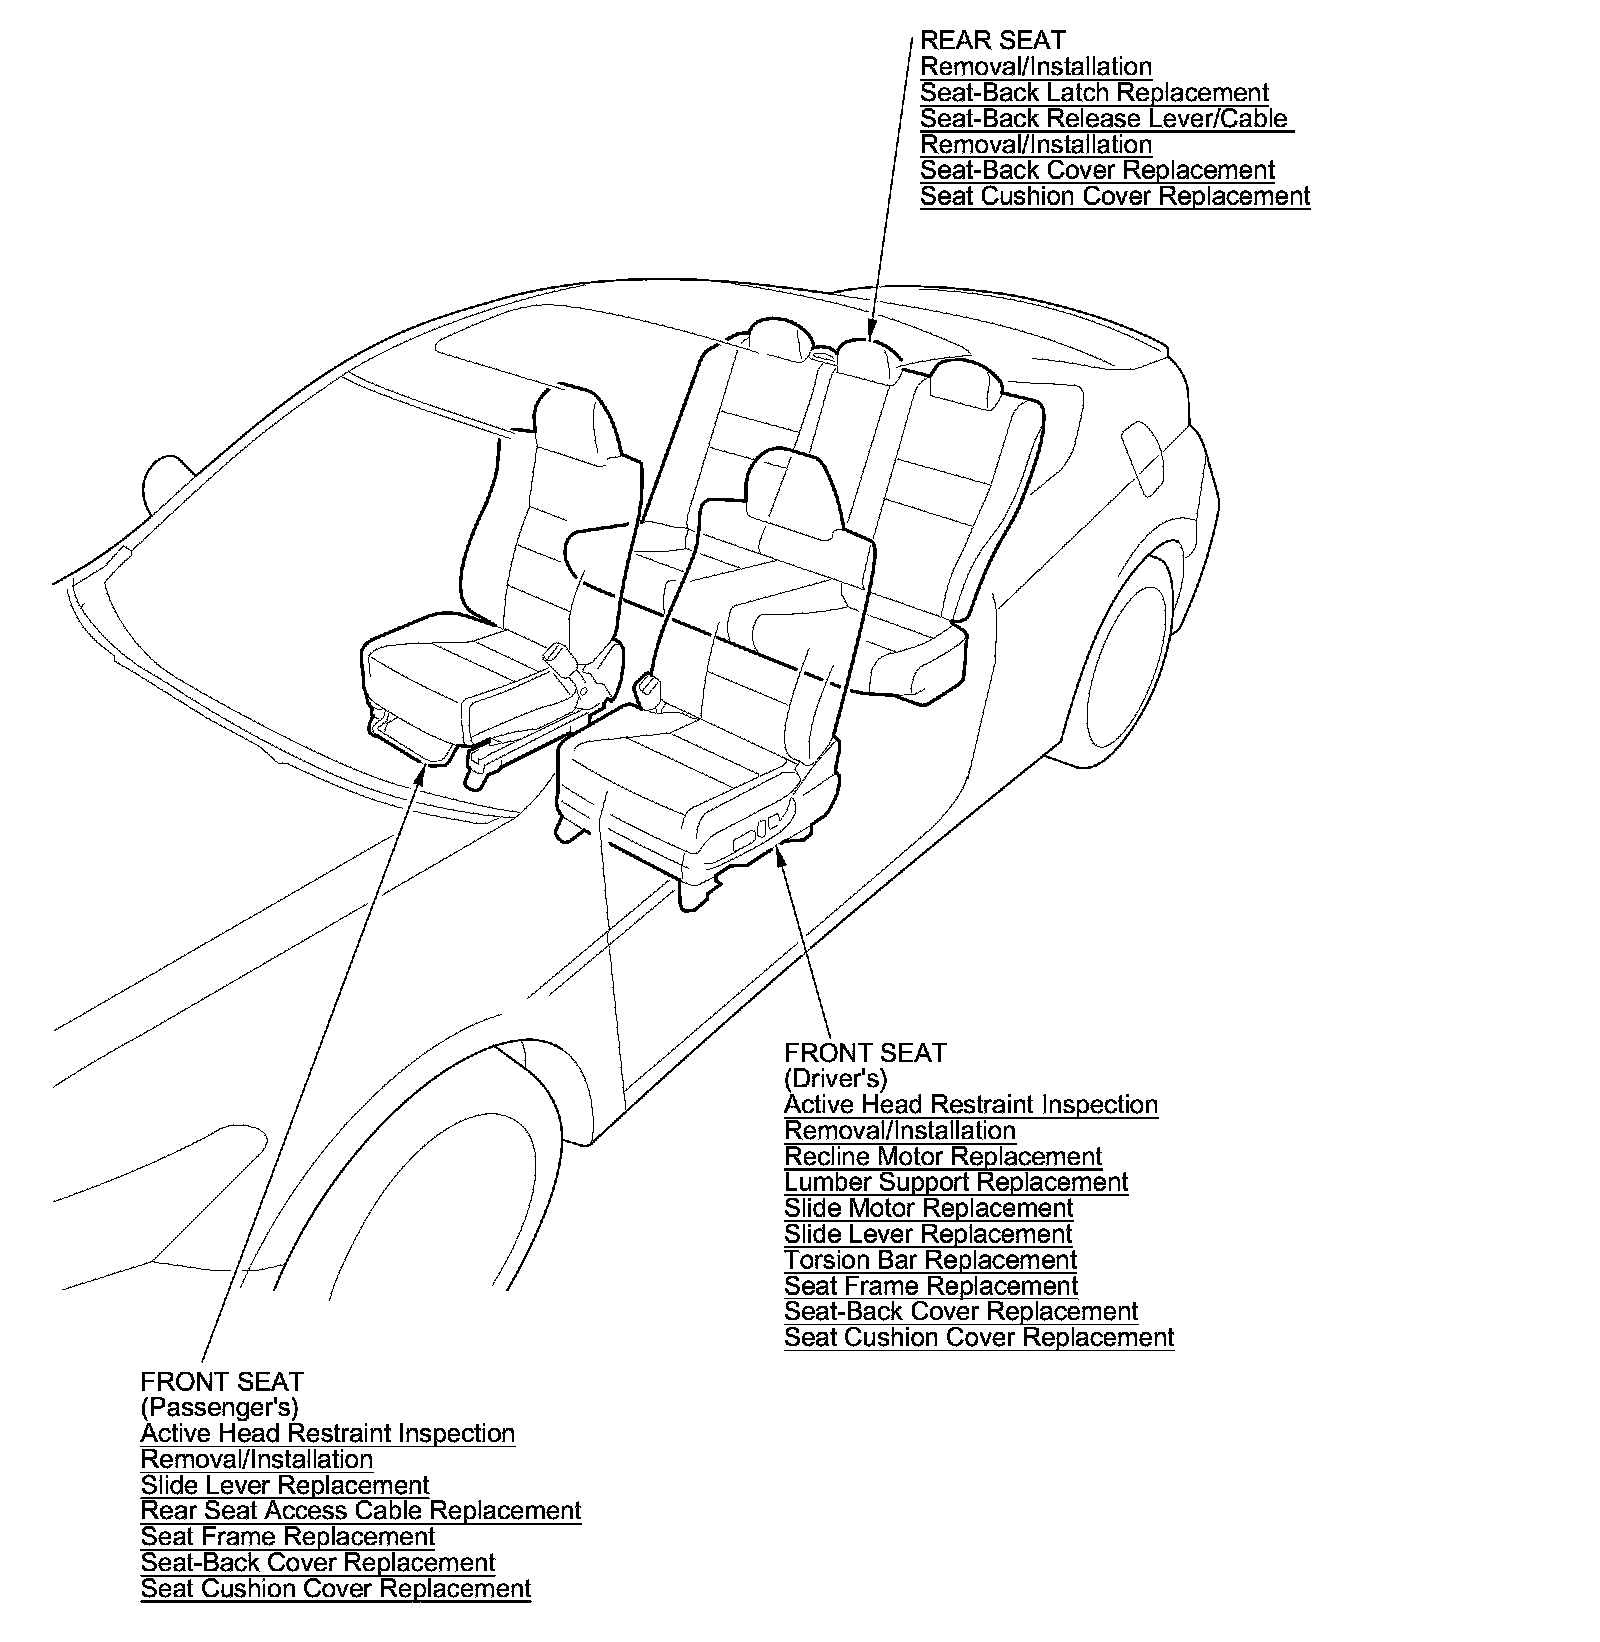 REAR SEAT
Removal/Installation
Seat-Back Latch Replacement
Seat-Back Release Lever/Cable
Removal/Installation
Seat-Back Cover Replacement
Seat Cushion Cover Replacement
FRONT SEAT
(Driver's)
Active Head Restraint Inspection
Removal/Installation
Recline Motor Replacement
Lumber Support Replacement
Slide Motor Replacement
Slide Lever Replacement
Torsion Bar Replacement
Seat Frame Replacement
Seat-Back Cover Replacement
Seat Cushion Cover Replacement
FRONT SEAT
(Passenger's)
Active Head Restraint Inspection
Removal/Installation
Slide Lever Replacement
Rear Seat Access Cable Replacement
Seat Frame Replacement
Seat-Back Cover Replacement
Seat Cushion Cover Replacement